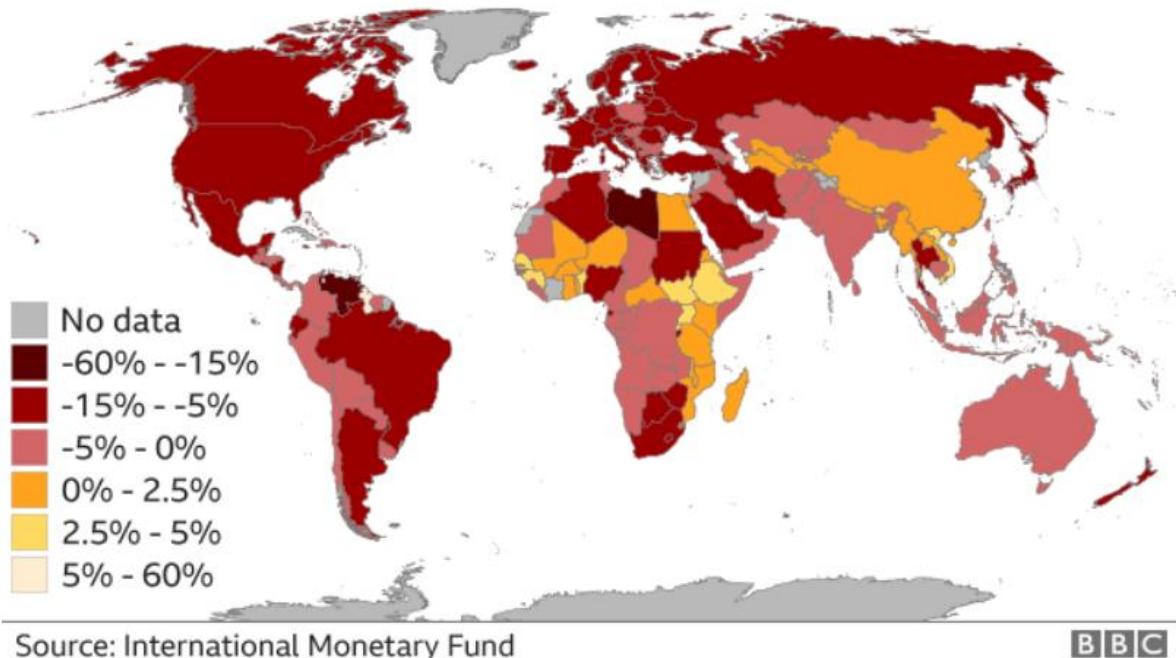 No data
-60% - -15%
-15% - -5%
-5% - 0%
0% - 2.5%
2.5% - 5%
5% - 60%
Source: International Monetary Fund
BBC